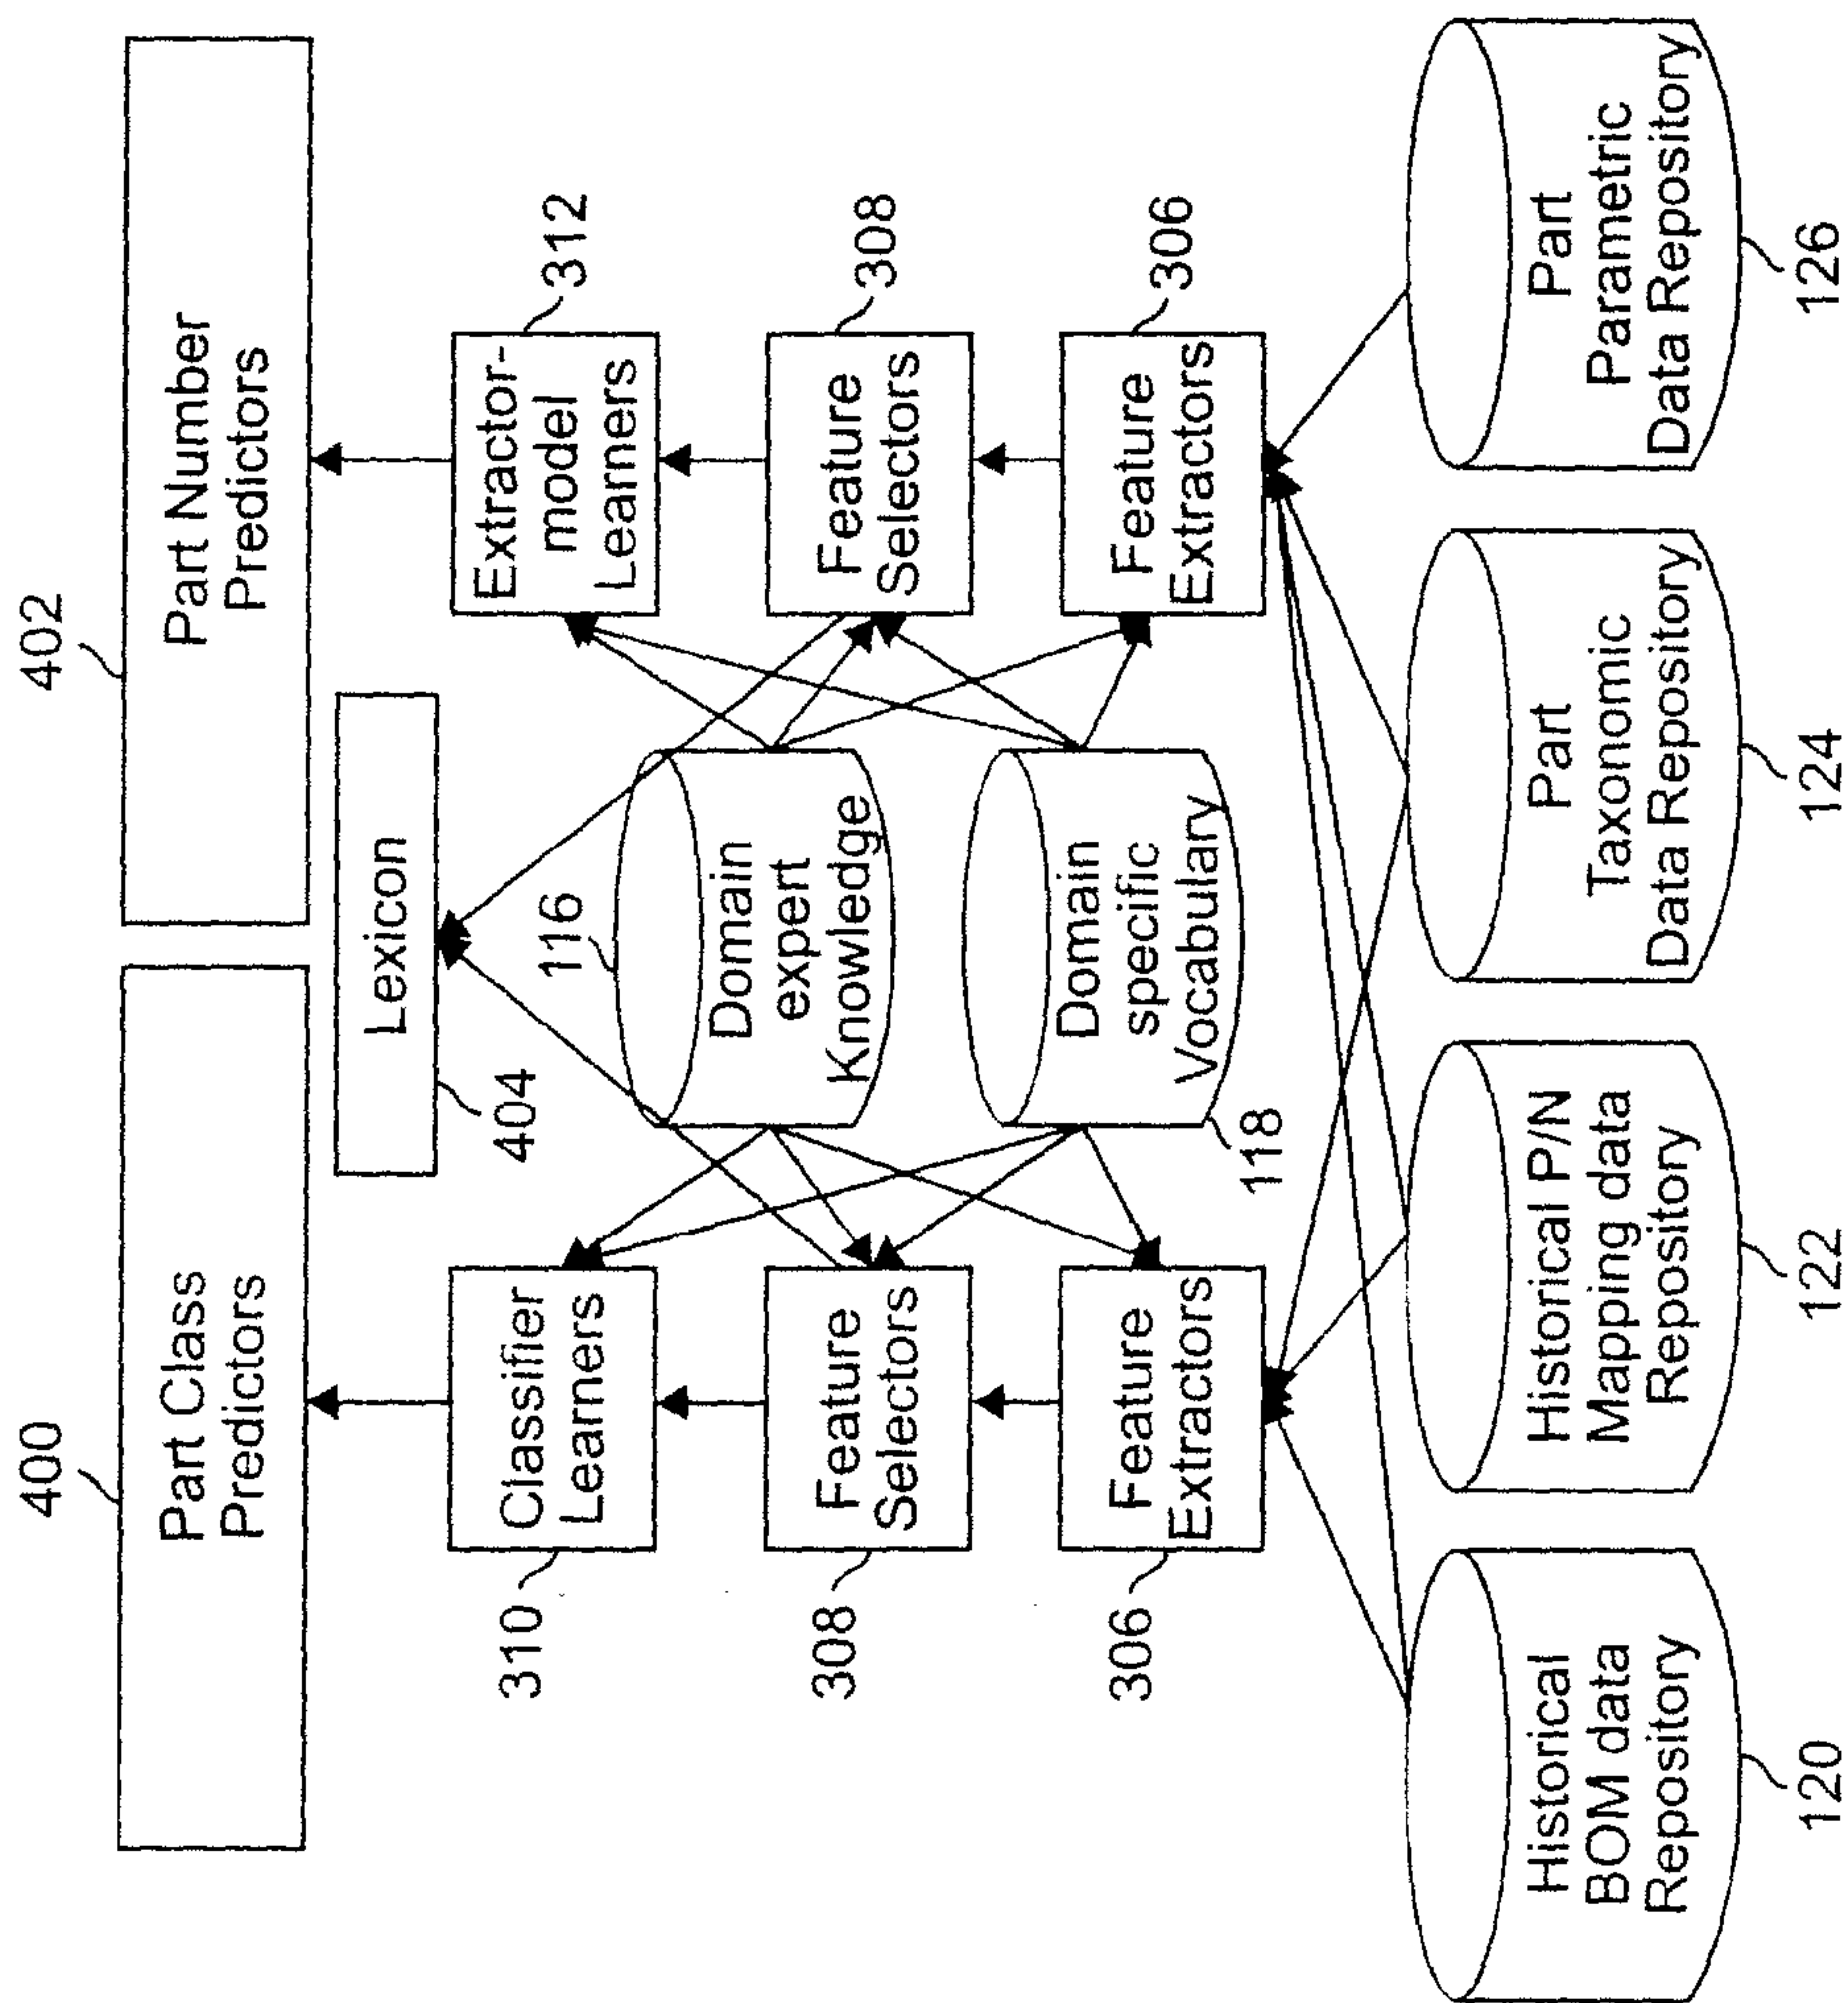 400
402
Part Class
Predictors
Part Number
Predictors
Lexicon
404
310
Classifier
Learners
116
Domain
expert
Knowledge
Extractor-
model
Learners
312
308
Feature
Selectors
Feature
Selectors
308
Domain
specific
Vocabulary
118
306
Feature
Extractors
Feature
Extractors
306
Historical
BOM data
Repository
120
Historical P/N
Mapping data
Repository
122
Part
Taxonomic
Data Repository
124
Part
Parametric
Data Repository
126